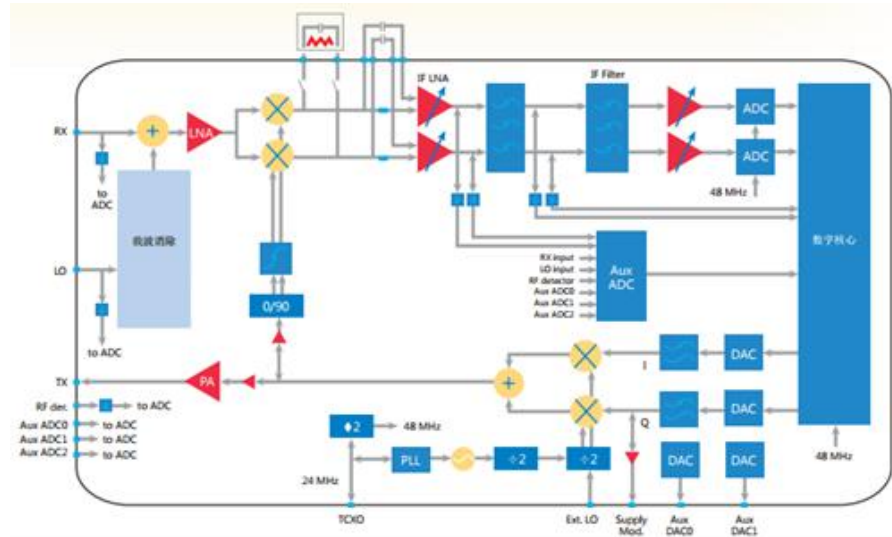 IF LNA
IF Filter
RX
LNA
ADC
ADC
48 MHz
to
ADC
载波消除
数字核心
LO
0/90
RX input
LO input
RF detector
Aux ADC0
Aux ADC1
Aux ADC2
Aux
ADC
to ADC
TX
PA
I
DAC
RF der.
to ADC
Aux ADC0
to ADC
Aux ADC1
to ADC
Aux ADC2
to ADC
Q
DAC
48 MHz
PLL
÷2
÷2
DAC
DAC
48 MHz
24 MHz
TCXO
Ext. LO
Supply
Mod.
Aux
DAC0
Aux
DAC1